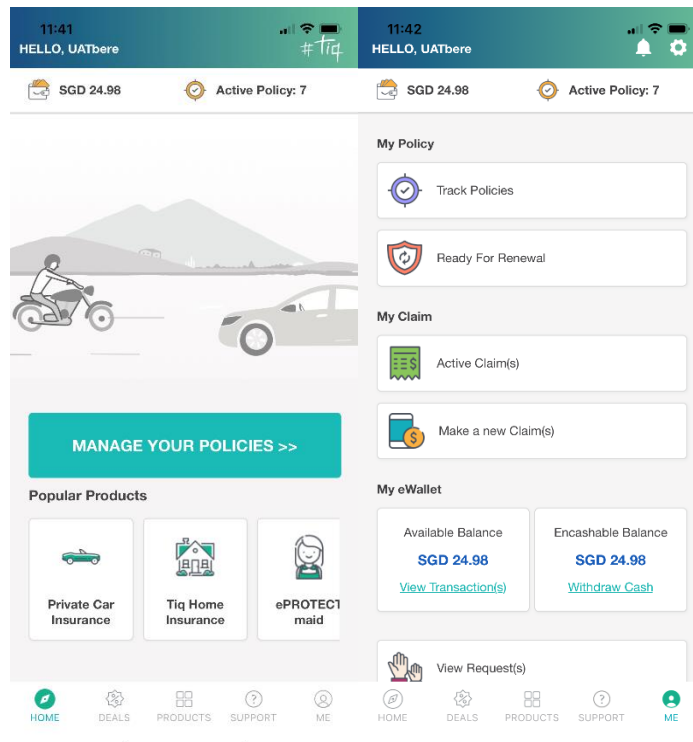 11:41
HELLO, UATbere
#Tiq
SGD 24.98
Active Policy: 7
MANAGE YOUR POLICIES >>
Popular Products
Private Car
Insurance
Tiq Home
Insurance
ePROTECT
maid
HOME
DEALS
PRODUCTS
SUPPORT
ME
11:42
HELLO, UATbere
SGD 24.98
Active Policy: 7
My Policy
Track Policies
Ready For Renewal
My Claim
Active Claim(s)
Make a new Claim(s)
My eWallet
Available Balance
SGD 24.98
View Transaction(s)
Encashable Balance
SGD 24.98
Withdraw Cash
View Request(s)
HOME
DEALS
PRODUCTS
SUPPORT
ME